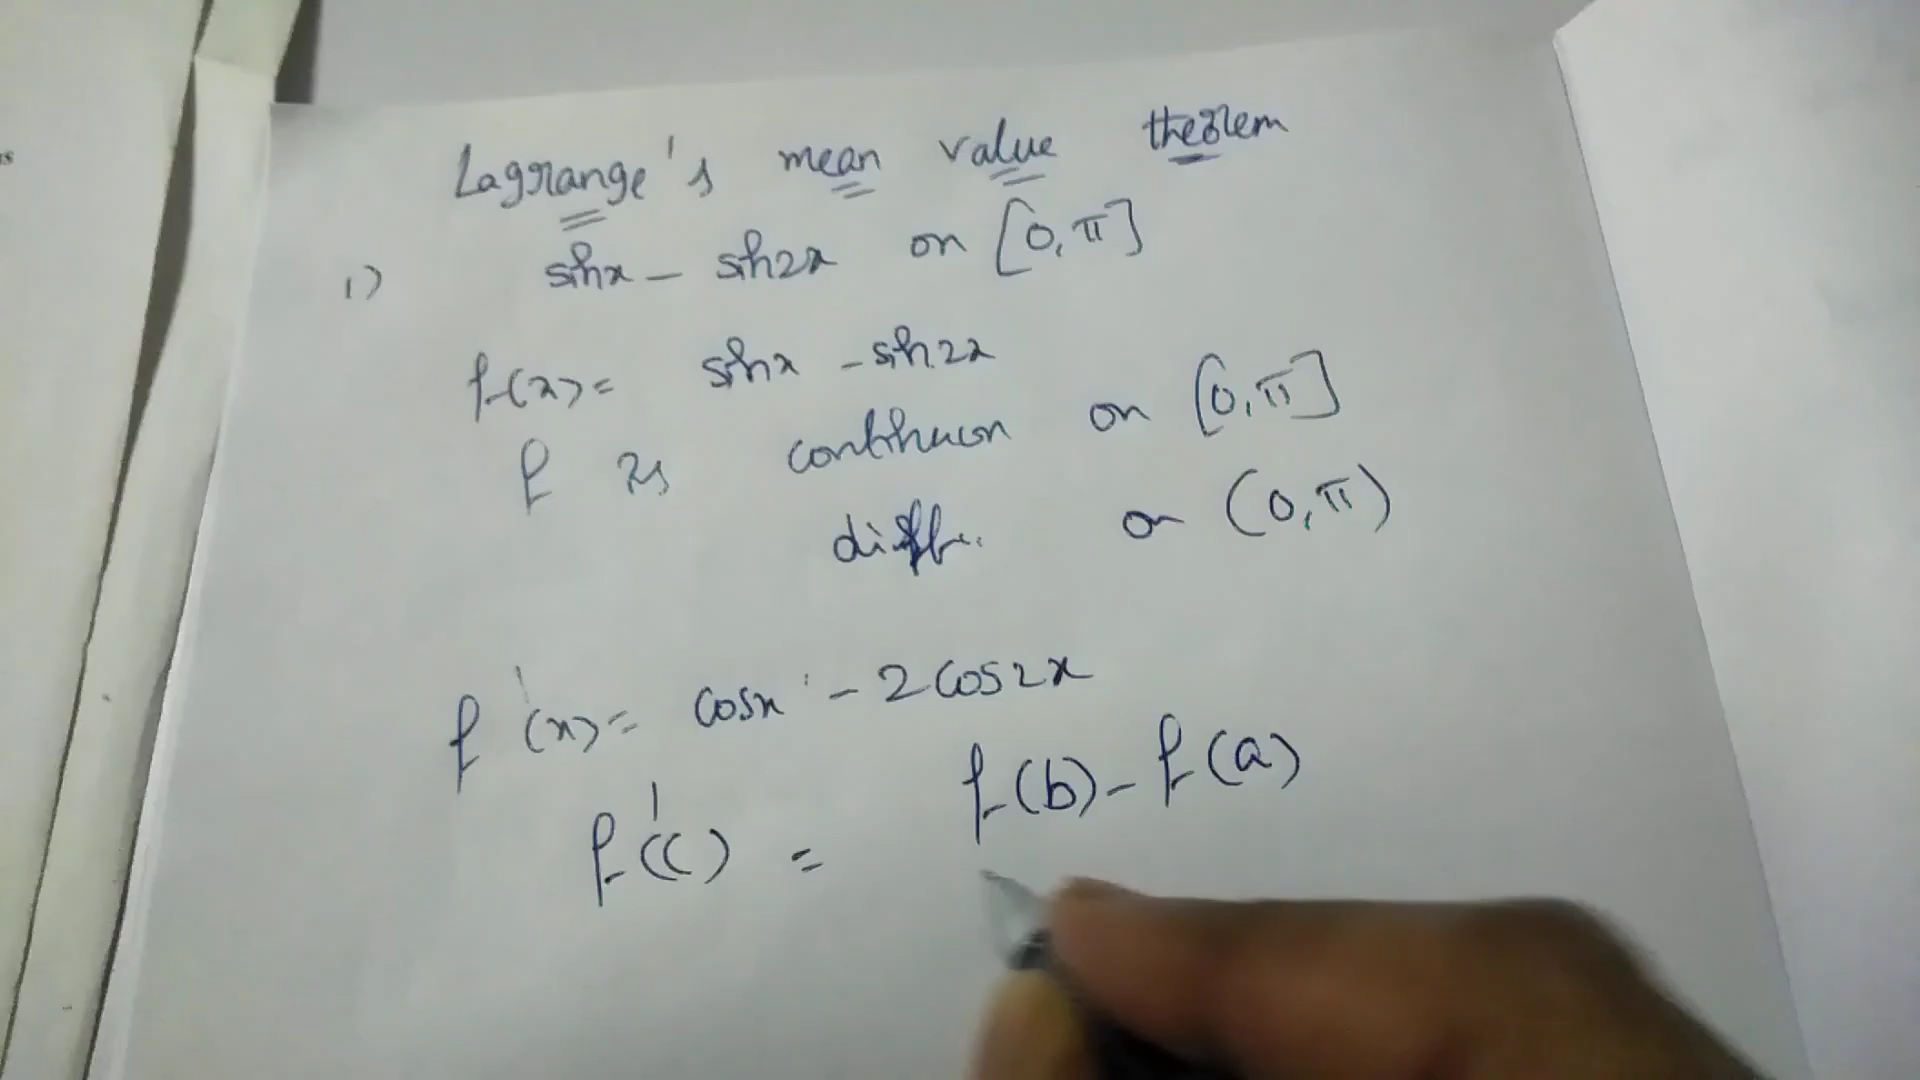 Lagrange's mean value theorem
1) sinx - sin2x on [0, π]
f(x) = sinx - sin2x
f is continuous on [0, π]
diff. on (0, π)
f'(x) = cosx - 2cos2x
f(b) - f(a)
f'(c) =